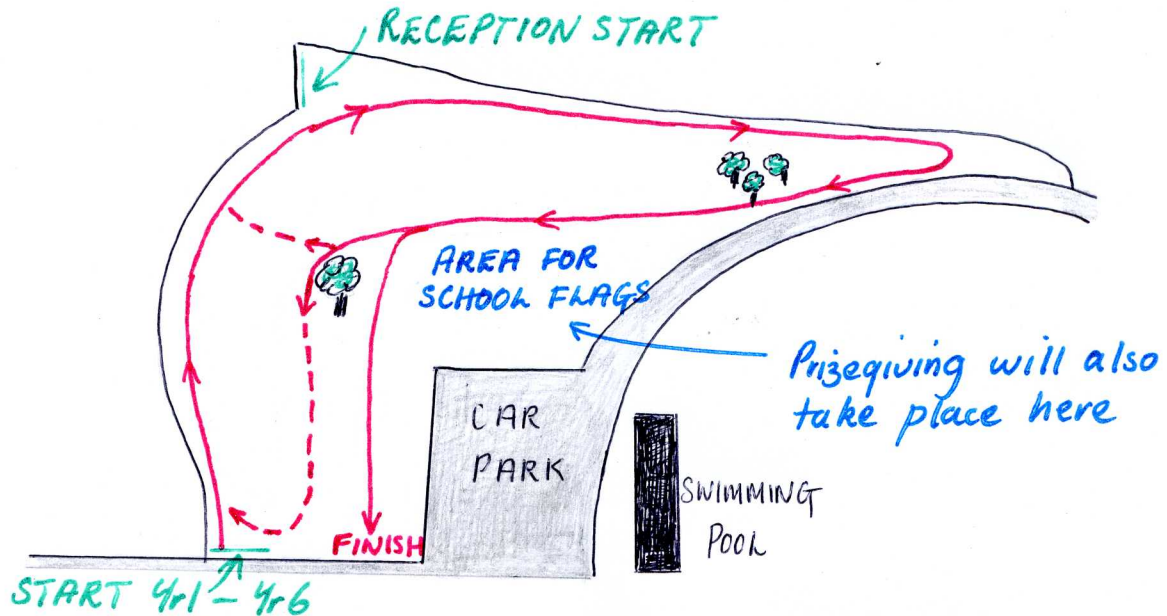 RECEPTION START
AREA FOR
SCHOOL FLAGS
Prizegiving will also
take place here
CAR
PARK
SWIMMING
POOL
FINISH
START Yr1 - Yr6